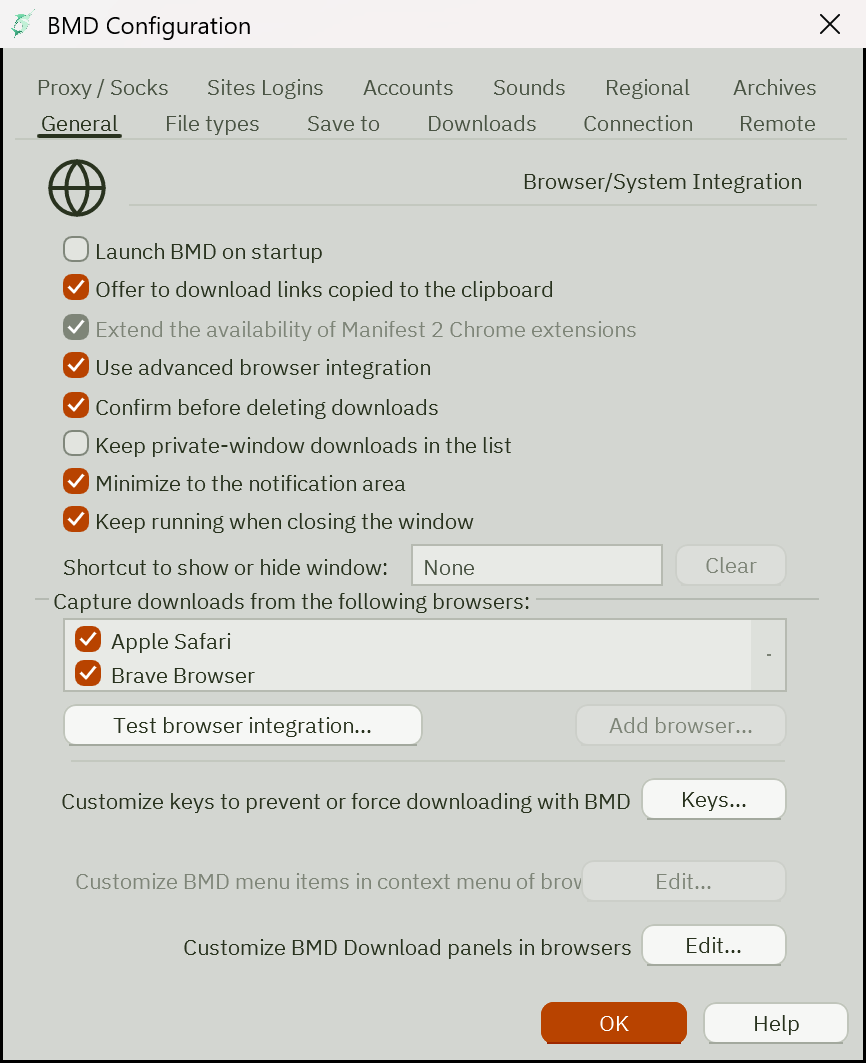 BMD Configuration
Proxy / Socks Sites Logins Accounts Sounds Regional Archives
General File types Save to Downloads Connection Remote
Browser/System Integration
Launch BMD on startup
Offer to download links copied to the clipboard
Extend the availability of Manifest 2 Chrome extensions
Use advanced browser integration
Confirm before deleting downloads
Keep private-window downloads in the list
Minimize to the notification area
Keep running when closing the window
Shortcut to show or hide window: None Clear
Capture downloads from the following browsers:
Apple Safari
Brave Browser
Test browser integration... Add browser...
Customize keys to prevent or force downloading with BMD Keys...
Customize BMD menu items in context menu of brow Edit...
Customize BMD Download panels in browsers Edit...
OK Help